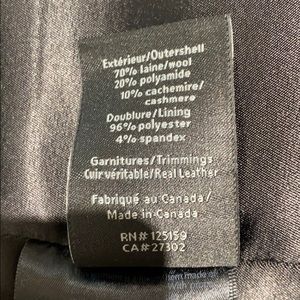 Extérieur/Outershell
70% laine/wool
20% polyamide
10% cachemire/
cashmere
Doublure/Lining
96% polyester
4% spandex
Garnitures/Trimmings
Cuir véritable/Real Leather
Fabriqué au Canada/
Made in Canada
RN# 125159
CA# 27302